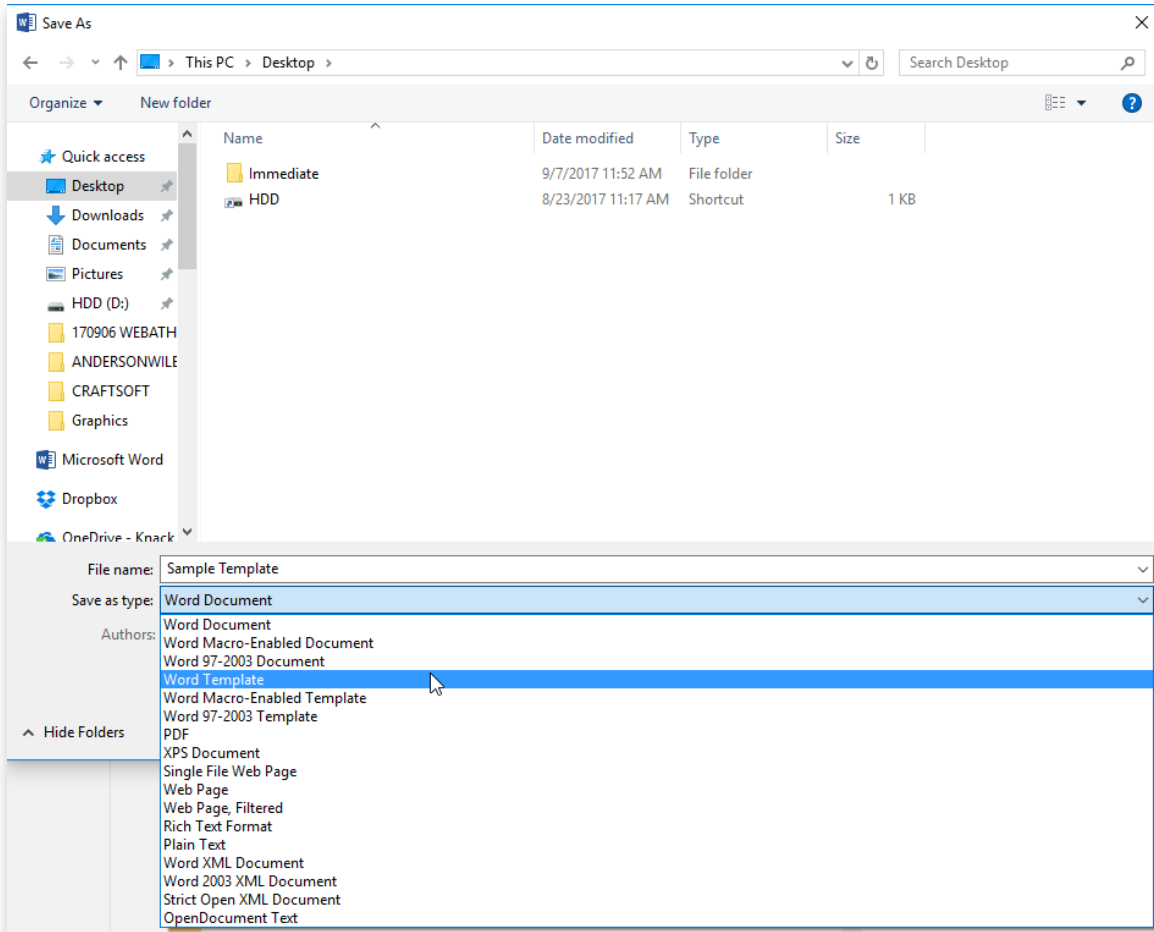 Save As
This PC > Desktop >
Search Desktop
Organize
New folder
?
Name Date modified Type Size
Quick access
Desktop
Downloads
Documents
Pictures
HDD (D:)
170906 WEBATH
ANDERSONWILE
CRAFTSOFT
Graphics
Microsoft Word
Dropbox
OneDrive - Knack
Immediate 9/7/2017 11:52 AM File folder
HDD 8/23/2017 11:17 AM Shortcut 1 KB
File name: Sample Template
Save as type: Word Document
Authors:
Word Document
Word Macro-Enabled Document
Word 97-2003 Document
Word Template
Word Macro-Enabled Template
Word 97-2003 Template
PDF
XPS Document
Single File Web Page
Web Page
Web Page, Filtered
Rich Text Format
Plain Text
Word XML Document
Word 2003 XML Document
Strict Open XML Document
OpenDocument Text
Hide Folders